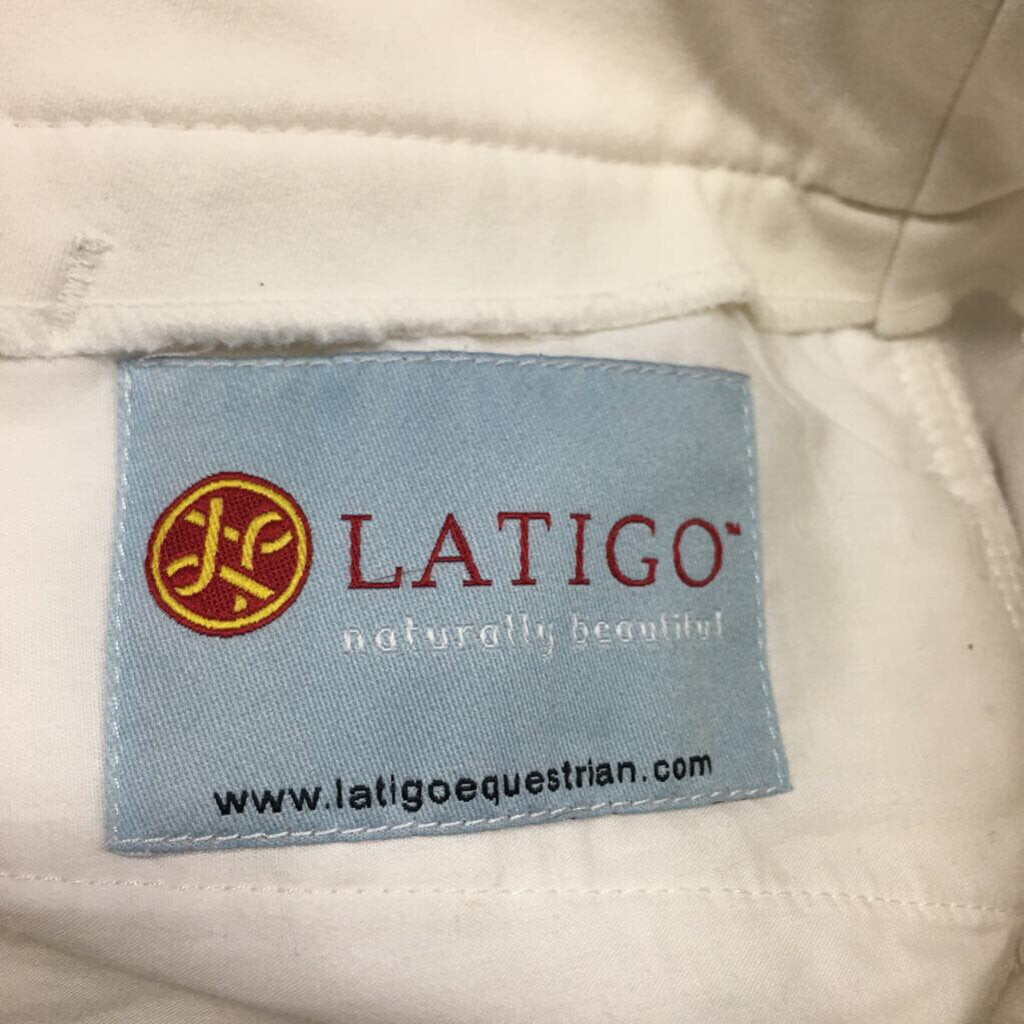 LATIGO™
naturally beautiful
www.latigoequestrian.com